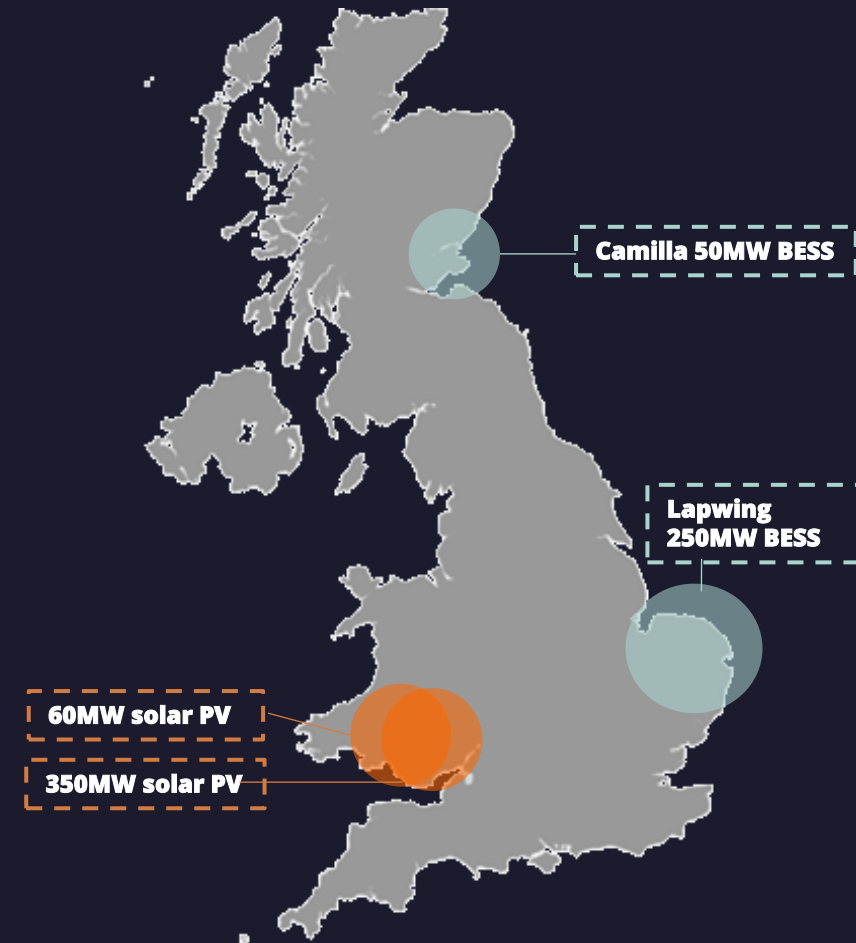 Camilla 50MW BESS
Lapwing
250MW BESS
60MW solar PV
350MW solar PV